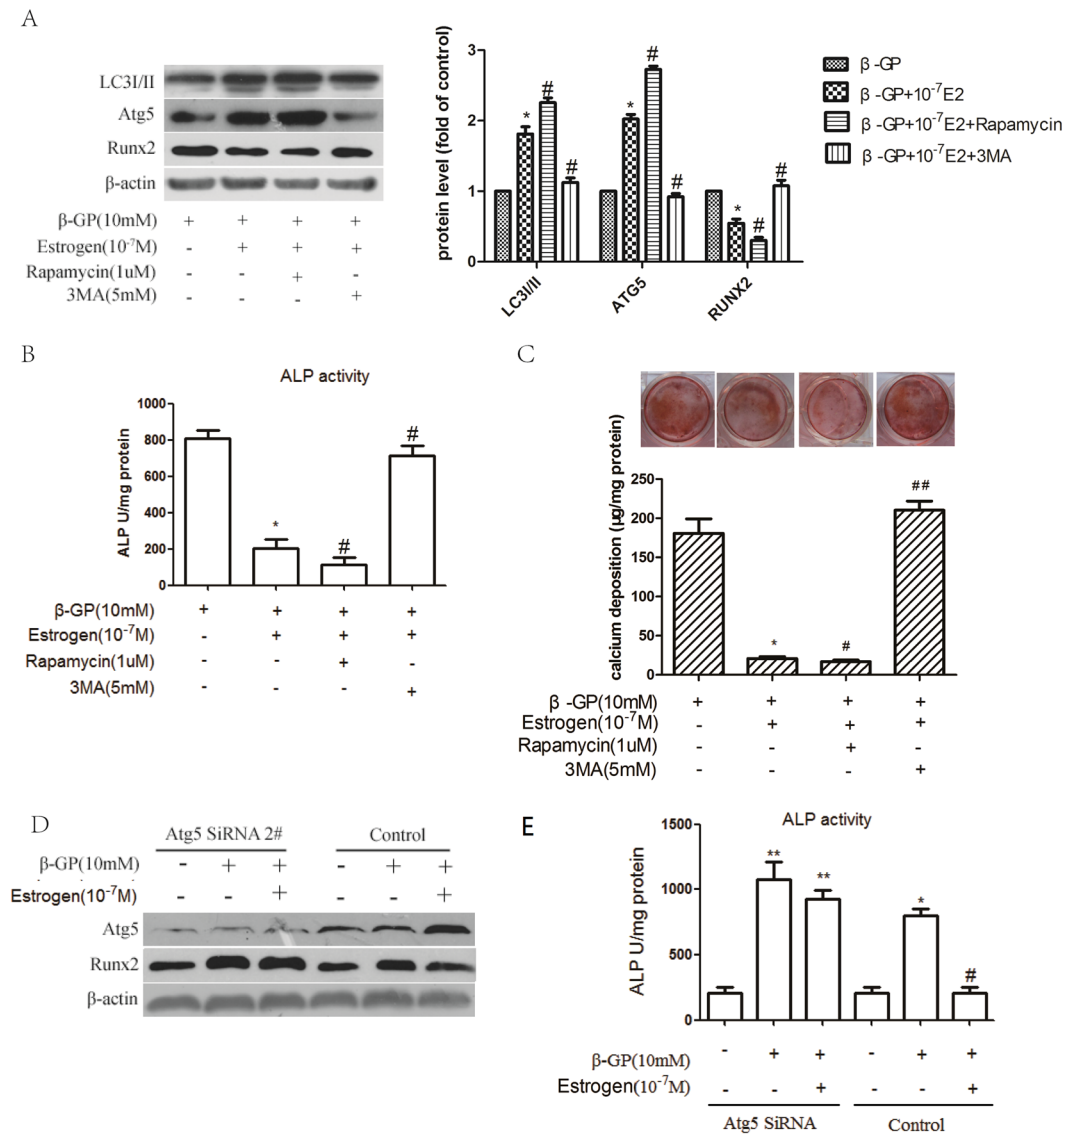 A
LC3I/II
Atg5
Runx2
β-actin
β-GP(10mM) + + + +
Estrogen(10⁻⁷M) - + + +
Rapamycin(1uM) - - + -
3MA(5mM) - - - +
protein level (fold of control)
3
2
1
0
LC3I/II
ATG5
RUNX2
* # #
* # #
* # #
β -GP
β -GP+10⁻⁷E2
β -GP+10⁻⁷E2+Rapamycin
β -GP+10⁻⁷E2+3MA
B
ALP activity
ALP U/mg protein
1000
800
600
400
200
0
* # #
β-GP(10mM) + + + +
Estrogen(10⁻⁷M) - + + +
Rapamycin(1uM) - - + -
3MA(5mM) - - - +
C
calcium deposition (µg/mg protein)
250
200
150
100
50
0
* # ##
β -GP(10mM) + + + +
Estrogen(10⁻⁷M) - + + +
Rapamycin(1uM) - - + -
3MA(5mM) - - - +
D
Atg5 SiRNA 2# Control
β-GP(10mM) - + + - + +
Estrogen(10⁻⁷M) - - + - - +
Atg5
Runx2
β-actin
E
ALP activity
ALP U/mg protein
1500
1000
500
0
** ** * #
β-GP(10mM) - + + - + +
Estrogen(10⁻⁷M) - - + - - +
Atg5 SiRNA Control